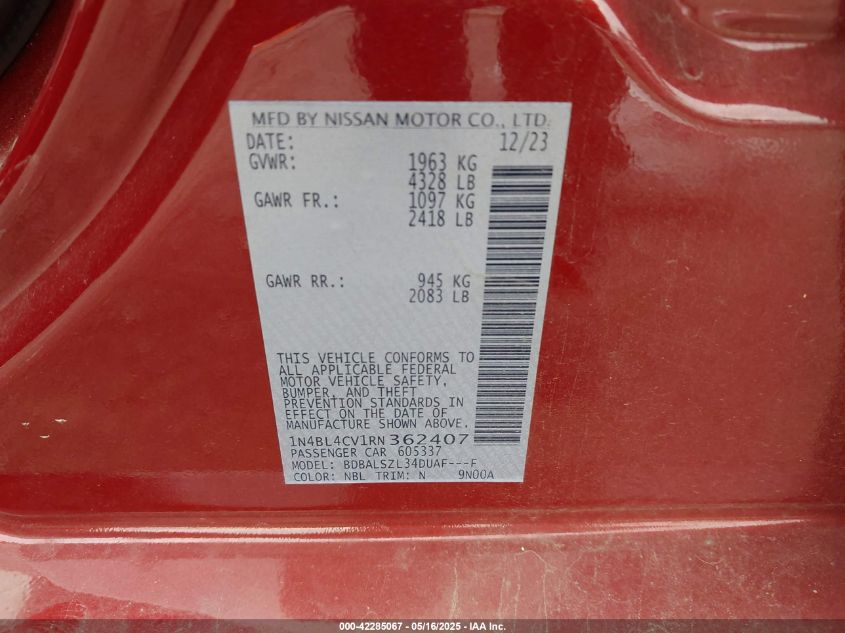 MFD BY NISSAN MOTOR CO., LTD.
DATE: 12/23
GVWR: 1963 KG
4328 LB
GAWR FR.: 1097 KG
2418 LB
GAWR RR.: 945 KG
2083 LB
THIS VEHICLE CONFORMS TO
ALL APPLICABLE FEDERAL
MOTOR VEHICLE SAFETY,
BUMPER, AND THEFT
PREVENTION STANDARDS IN
EFFECT ON THE DATE OF
MANUFACTURE SHOWN ABOVE.
1N4BL4CV1RN362407
PASSENGER CAR 605337
MODEL: BDBALSZL34DUAF---F
COLOR: NBL TRIM: N 9N00A
000-42285067 - 05/16/2025 - IAA Inc.